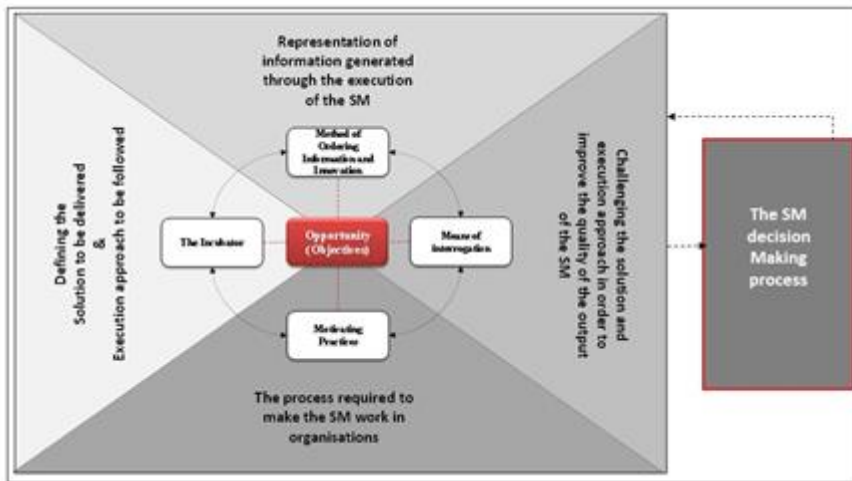 Representation of
information generated
through the execution
of the SM
Method of
Ordering
Information and
Innovation
Defining the
Solution to be delivered
&
Execution approach to be followed
The Incubator
Opportunity
(Objectives)
Means of
interrogation
Challenging the solution and
execution approach in order to
improve the quality of the output
of the SM
Motivating
Practices
The process required to
make the SM work in
organisations
The SM
decision
Making
process